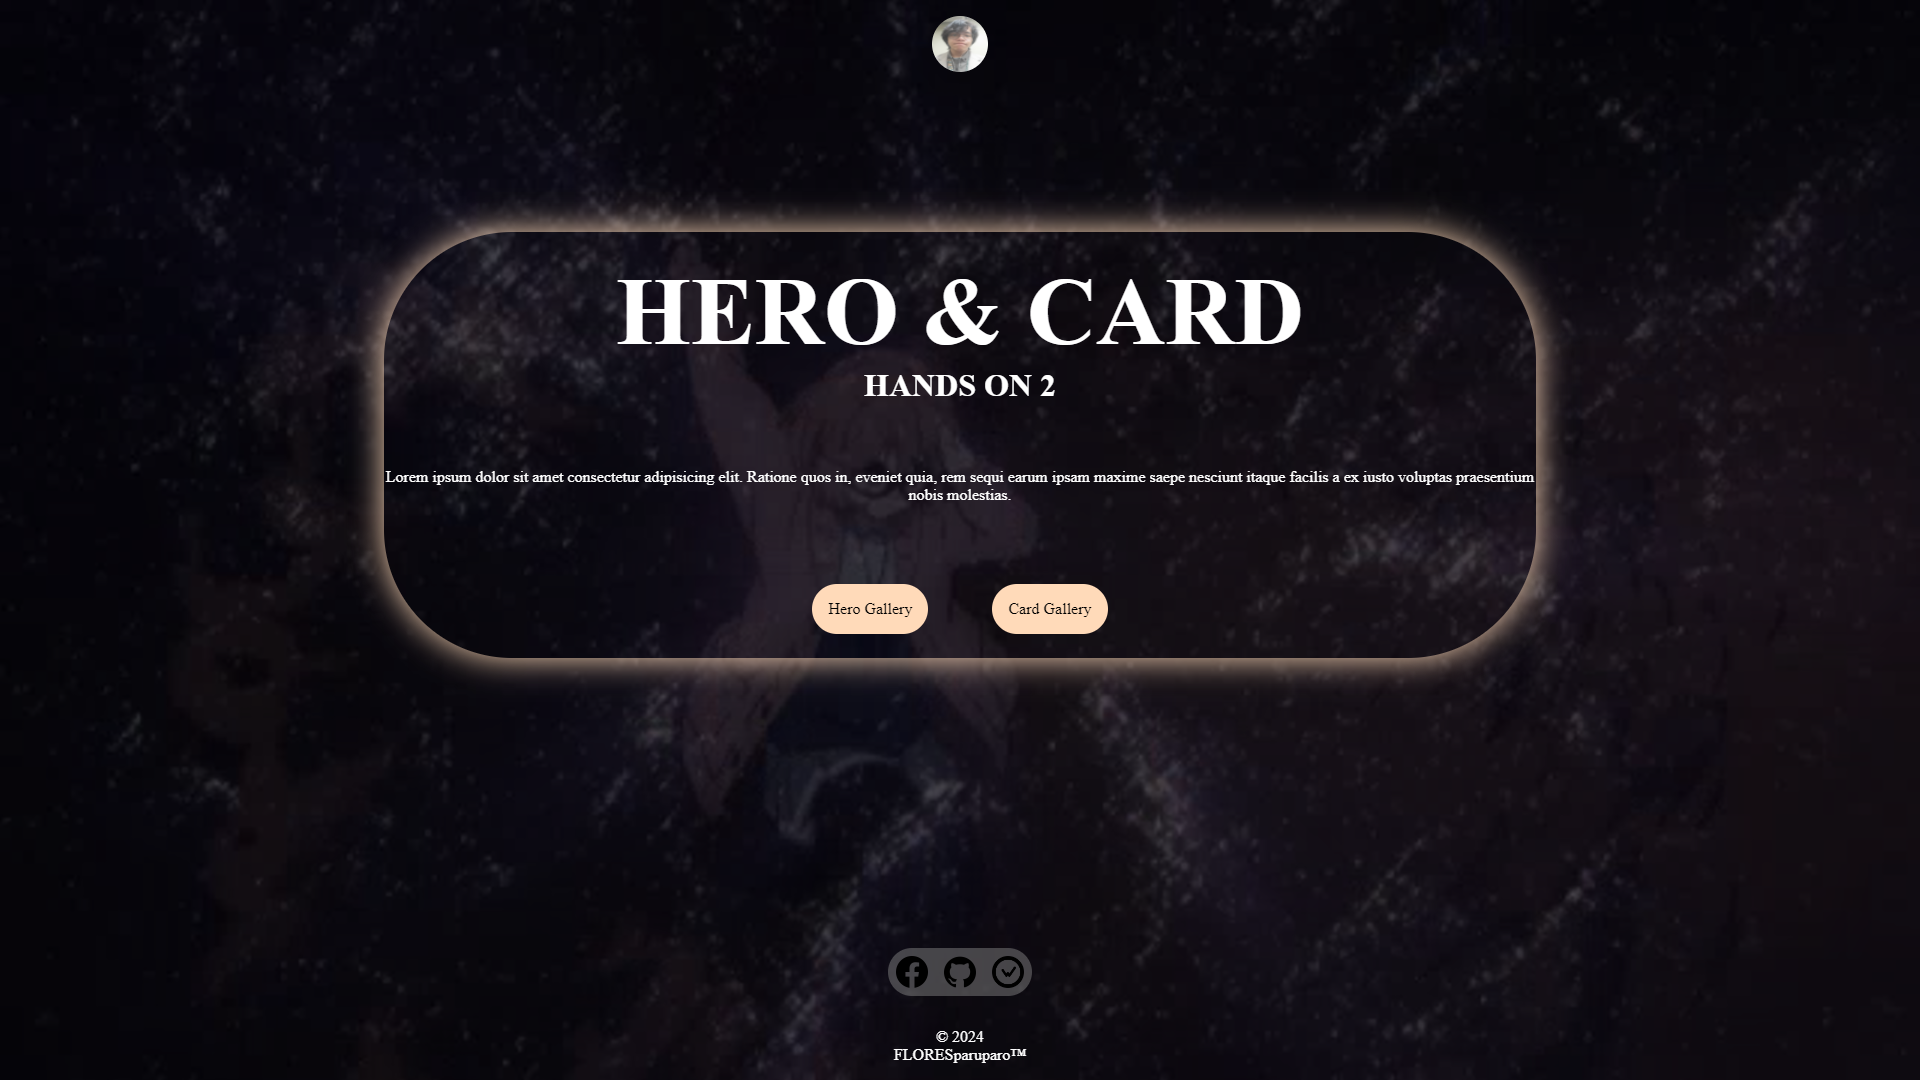 HERO & CARD
HANDS ON 2
Lorem ipsum dolor sit amet consectetur adipisicing elit. Ratione quos in, eveniet quia, rem sequi earum ipsam maxime saepe nesciunt itaque facilis a ex iusto voluptas praesentium
nobis molestias.
Hero Gallery
Card Gallery
© 2024
FLORESparuparo™